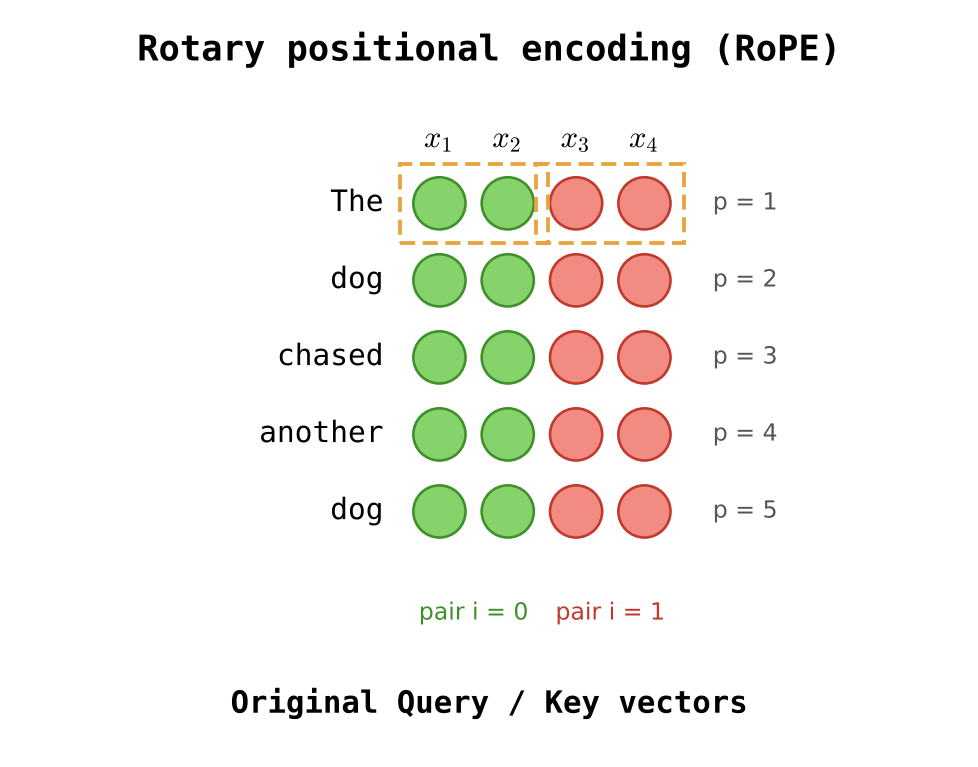 Rotary positional encoding (RoPE)
x₁ x₂ x₃ x₄
The p = 1
dog p = 2
chased p = 3
another p = 4
dog p = 5
pair i = 0 pair i = 1
Original Query / Key vectors